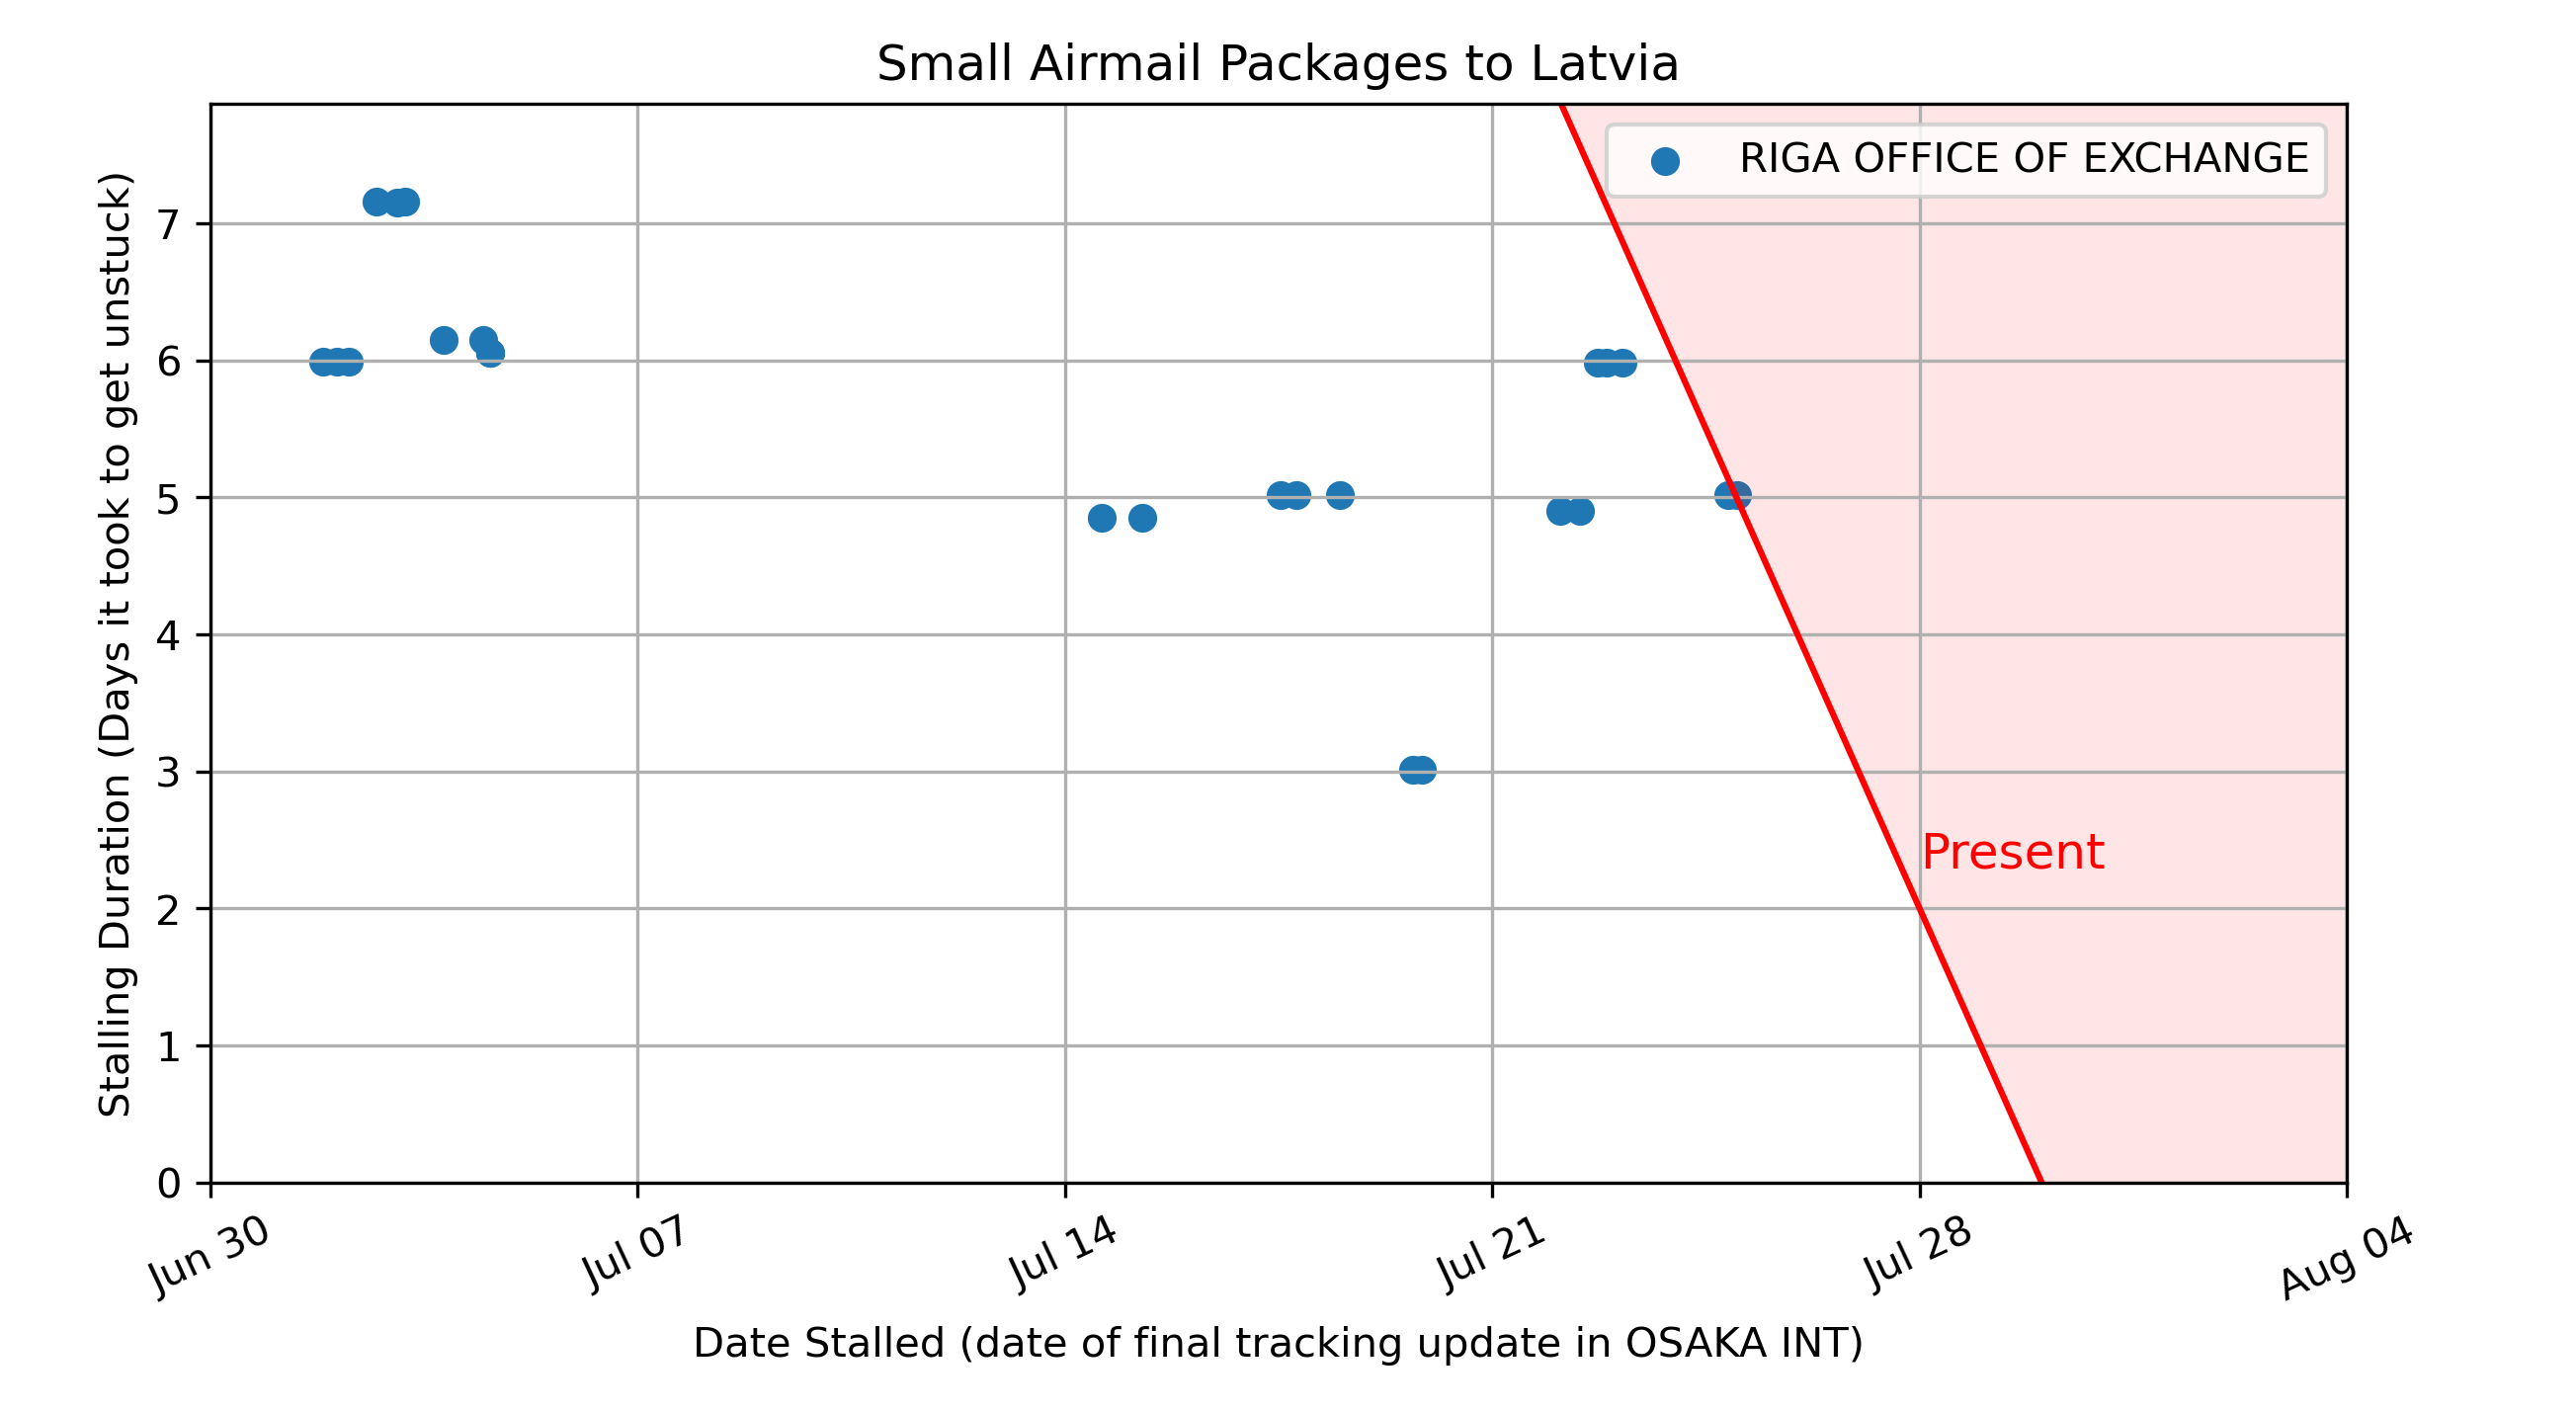 Small Airmail Packages to Latvia
RIGA OFFICE OF EXCHANGE
Stalling Duration (Days it took to get unstuck)
7
6
5
4
3
2
1
0
Present
Jun 30
Jul 07
Jul 14
Jul 21
Jul 28
Aug 04
Date Stalled (date of final tracking update in OSAKA INT)